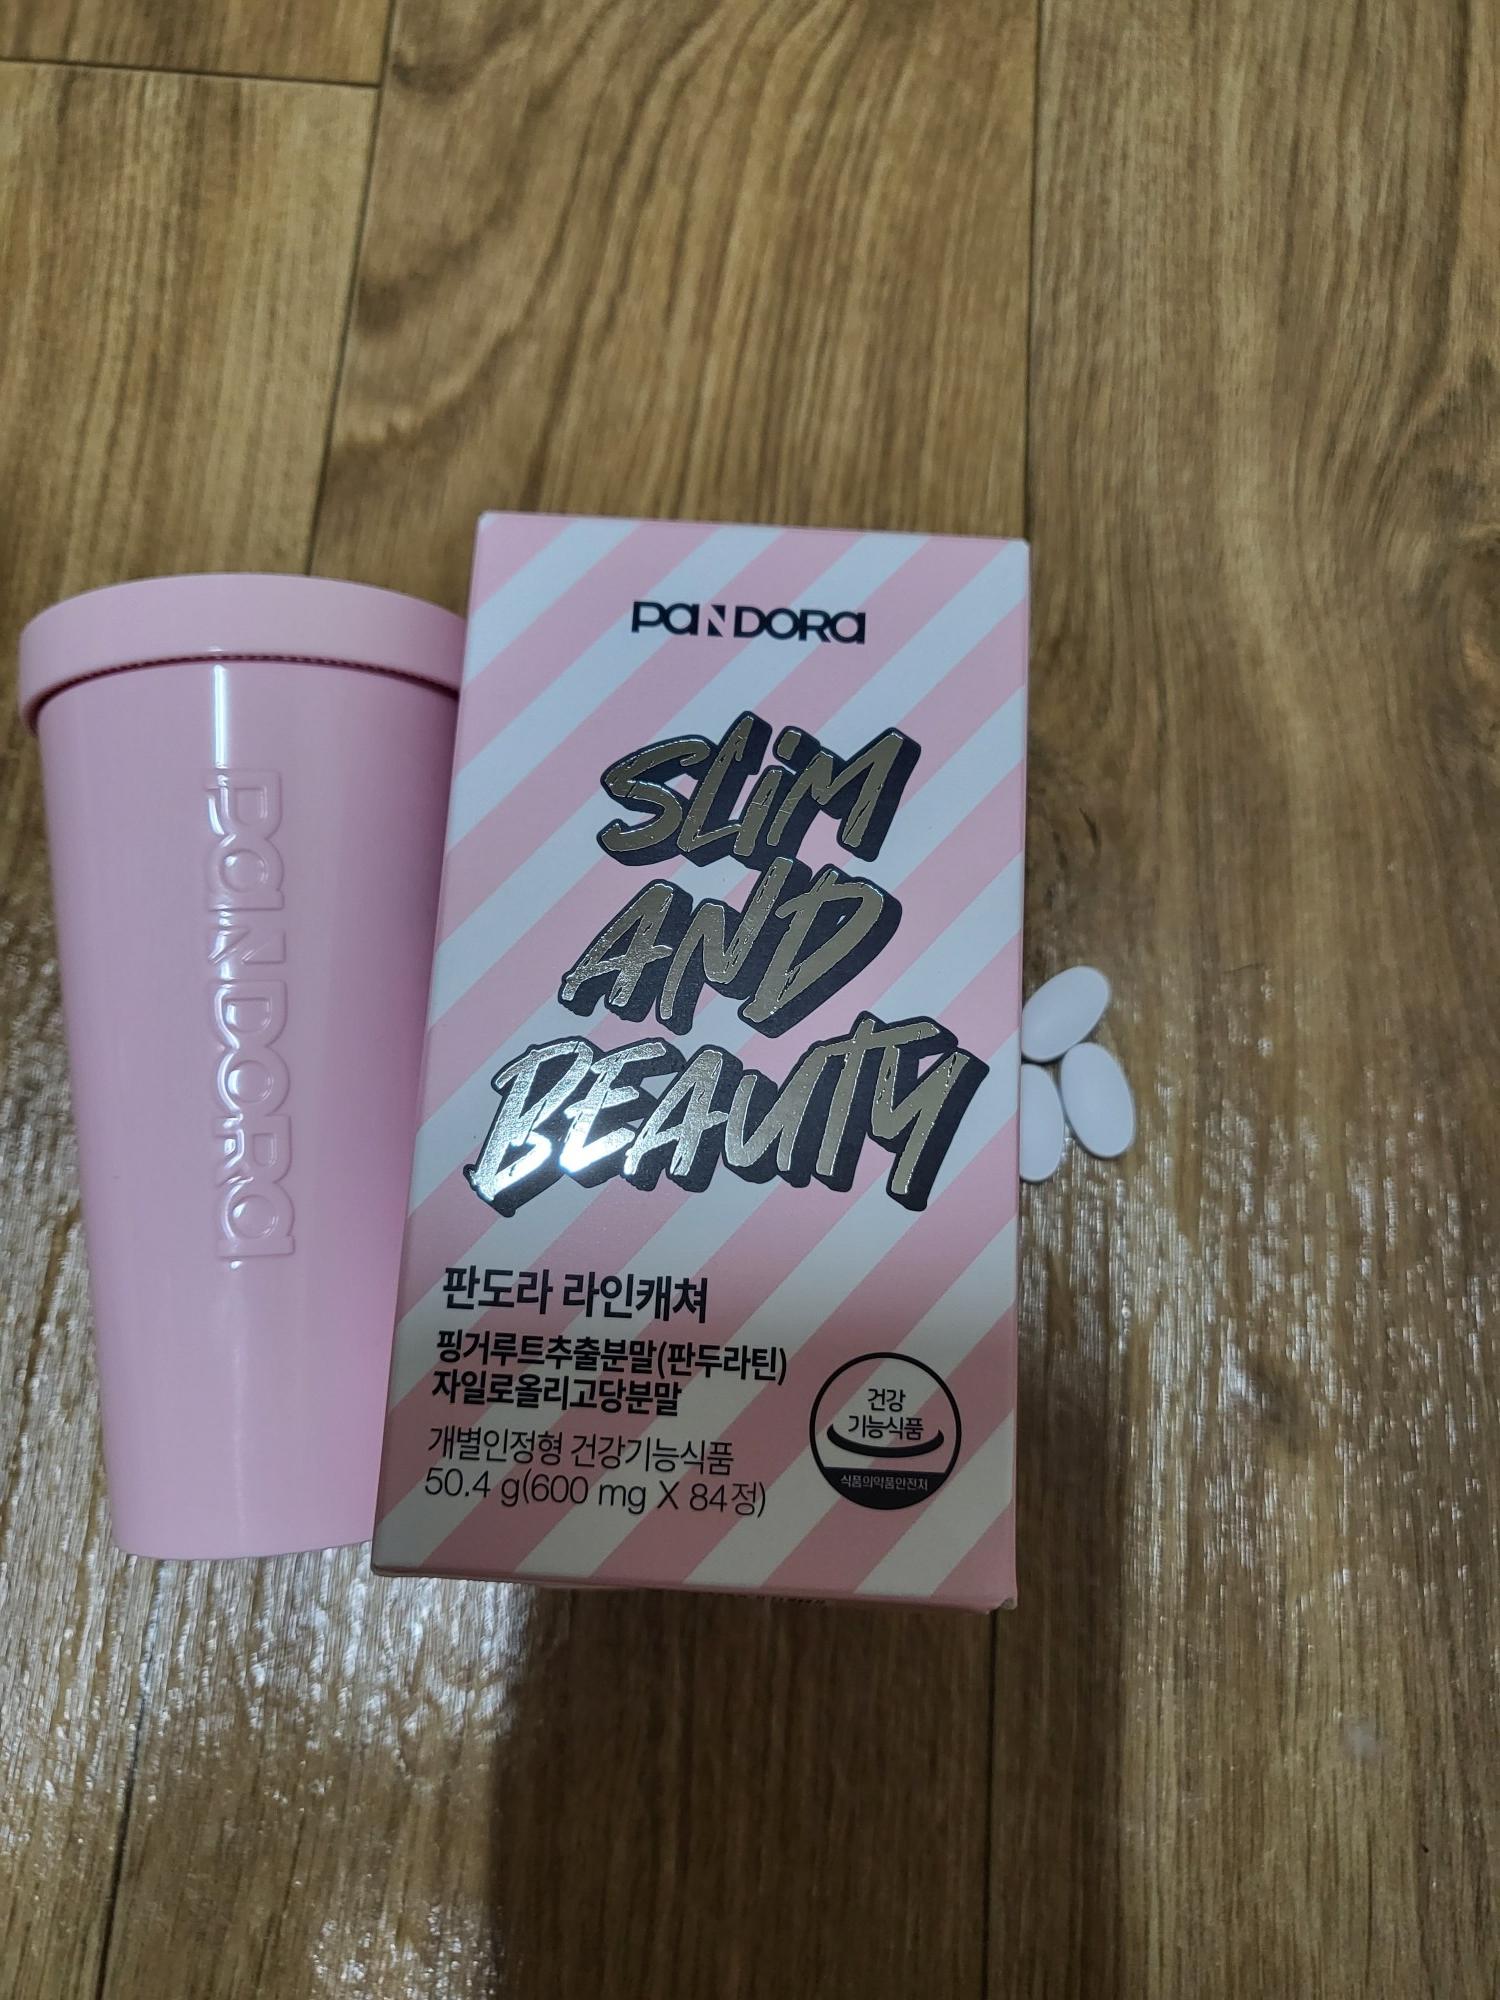 PANDORA
PANDORA
SLiM
AND
BEAUTY
판도라 라인캐쳐
핑거루트추출분말(판두라틴)
자일로올리고당분말
개별인정형 건강기능식품
50.4 g(600 mg X 84정)
건강
기능식품
식품의약품안전처